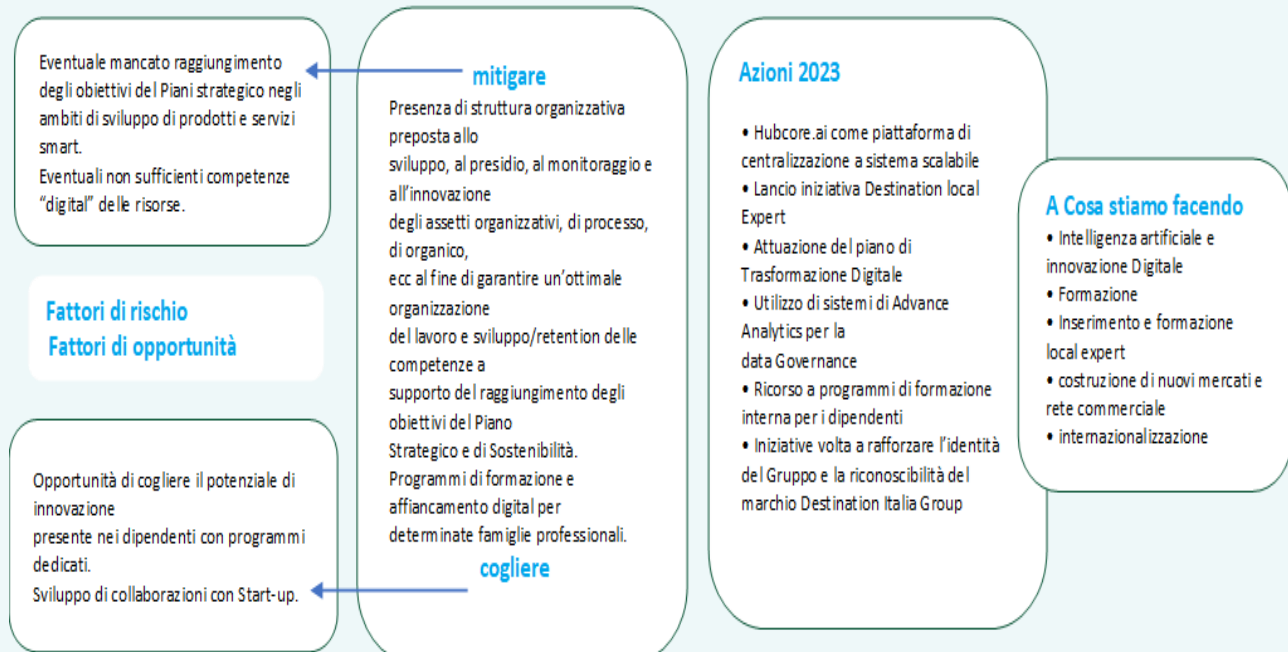 Eventuale mancato raggiungimento
degli obiettivi del Piani strategico negli
ambiti di sviluppo di prodotti e servizi
smart.
Eventuali non sufficienti competenze
“digital” delle risorse.
Fattori di rischio
Fattori di opportunità
Opportunità di cogliere il potenziale di
innovazione
presente nei dipendenti con programmi
dedicati.
Sviluppo di collaborazioni con Start-up.
mitigare
Presenza di struttura organizzativa
preposta allo
sviluppo, al presidio, al monitoraggio e
all’innovazione
degli assetti organizzativi, di processo,
di organico,
ecc al fine di garantire un’ottimale
organizzazione
del lavoro e sviluppo/retention delle
competenze a
supporto del raggiungimento degli
obiettivi del Piano
Strategico e di Sostenibilità.
Programmi di formazione e
affiancamento digital per
determinate famiglie professionali.
cogliere
Azioni 2023
• Hubcore.ai come piattaforma di
centralizzazione a sistema scalabile
• Lancio iniziativa Destination local
Expert
• Attuazione del piano di
Trasformazione Digitale
• Utilizzo di sistemi di Advance
Analytics per la
data Governance
• Ricorso a programmi di formazione
interna per i dipendenti
• Iniziative volta a rafforzare l’identità
del Gruppo e la riconoscibilità del
marchio Destination Italia Group
A Cosa stiamo facendo
• Intelligenza artificiale e
innovazione Digitale
• Formazione
• Inserimento e formazione
local expert
• costruzione di nuovi mercati e
rete commerciale
• internazionalizzazione